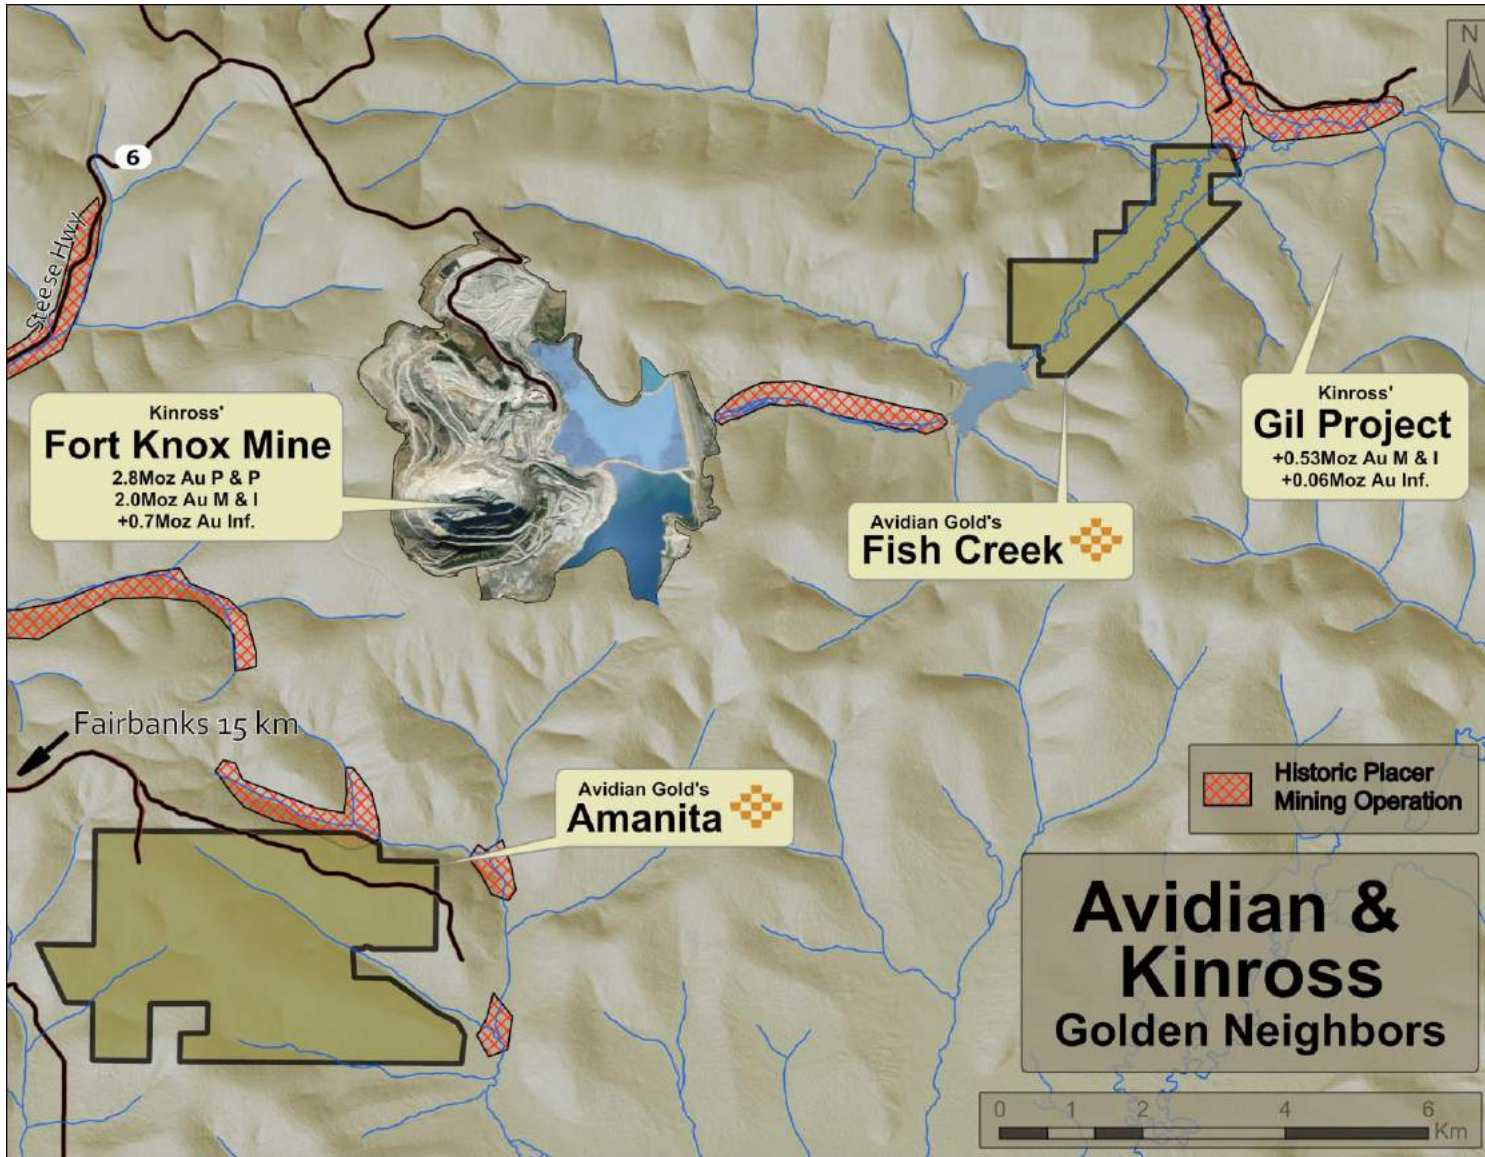 N
6
Steese Hwy
Kinross'
Fort Knox Mine
2.8Moz Au P & P
2.0Moz Au M & I
+0.7Moz Au Inf.
Kinross'
Gil Project
+0.53Moz Au M & I
+0.06Moz Au Inf.
Avidian Gold's
Fish Creek
Fairbanks 15 km
Avidian Gold's
Amanita
Historic Placer
Mining Operation
Avidian &
Kinross
Golden Neighbors
0 1 2 4 6
Km